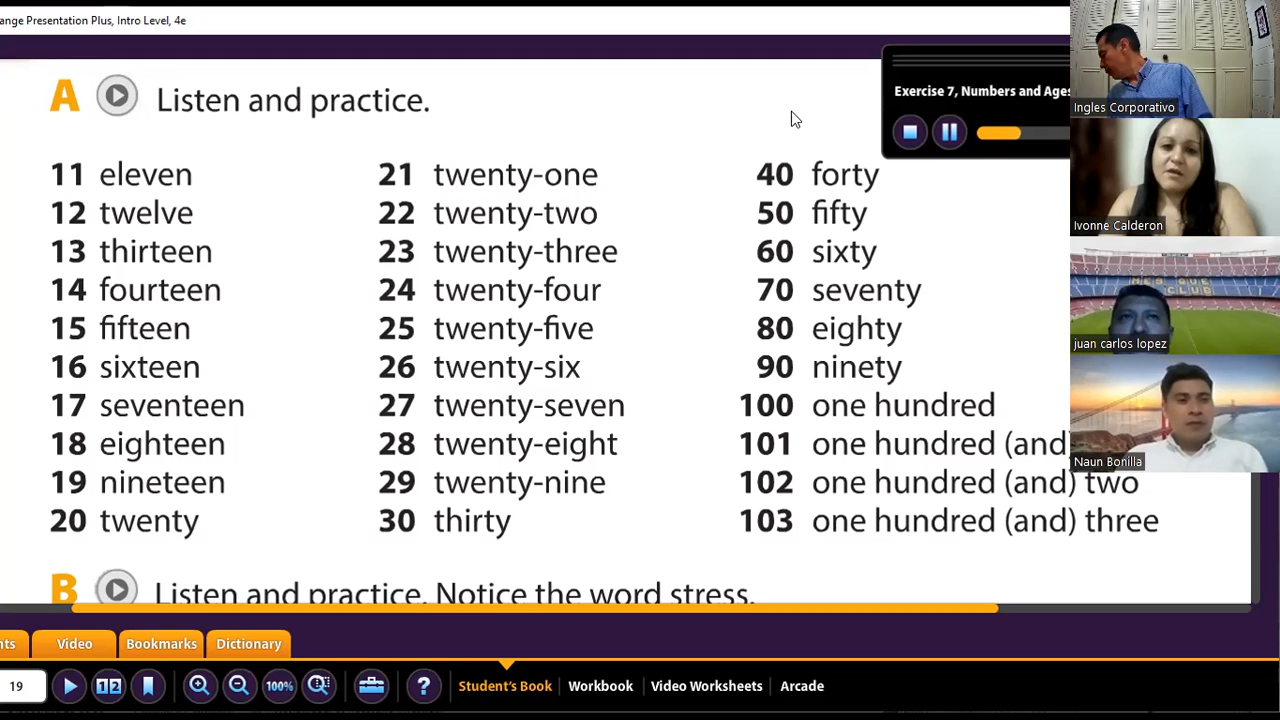 ange Presentation Plus, Intro Level, 4e
A Listen and practice.
Exercise 7, Numbers and Ages
11 eleven
12 twelve
13 thirteen
14 fourteen
15 fifteen
16 sixteen
17 seventeen
18 eighteen
19 nineteen
20 twenty
21 twenty-one
22 twenty-two
23 twenty-three
24 twenty-four
25 twenty-five
26 twenty-six
27 twenty-seven
28 twenty-eight
29 twenty-nine
30 thirty
40 forty
50 fifty
60 sixty
70 seventy
80 eighty
90 ninety
100 one hundred
101 one hundred (and)
102 one hundred (and) two
103 one hundred (and) three
B Listen and practice. Notice the word stress.
Ingles Corporativo
Ivonne Calderon
MES QUE
CLUB
juan carlos lopez
Naun Bonilla
nts Video Bookmarks Dictionary
19 12 100% ? Student's Book Workbook Video Worksheets Arcade